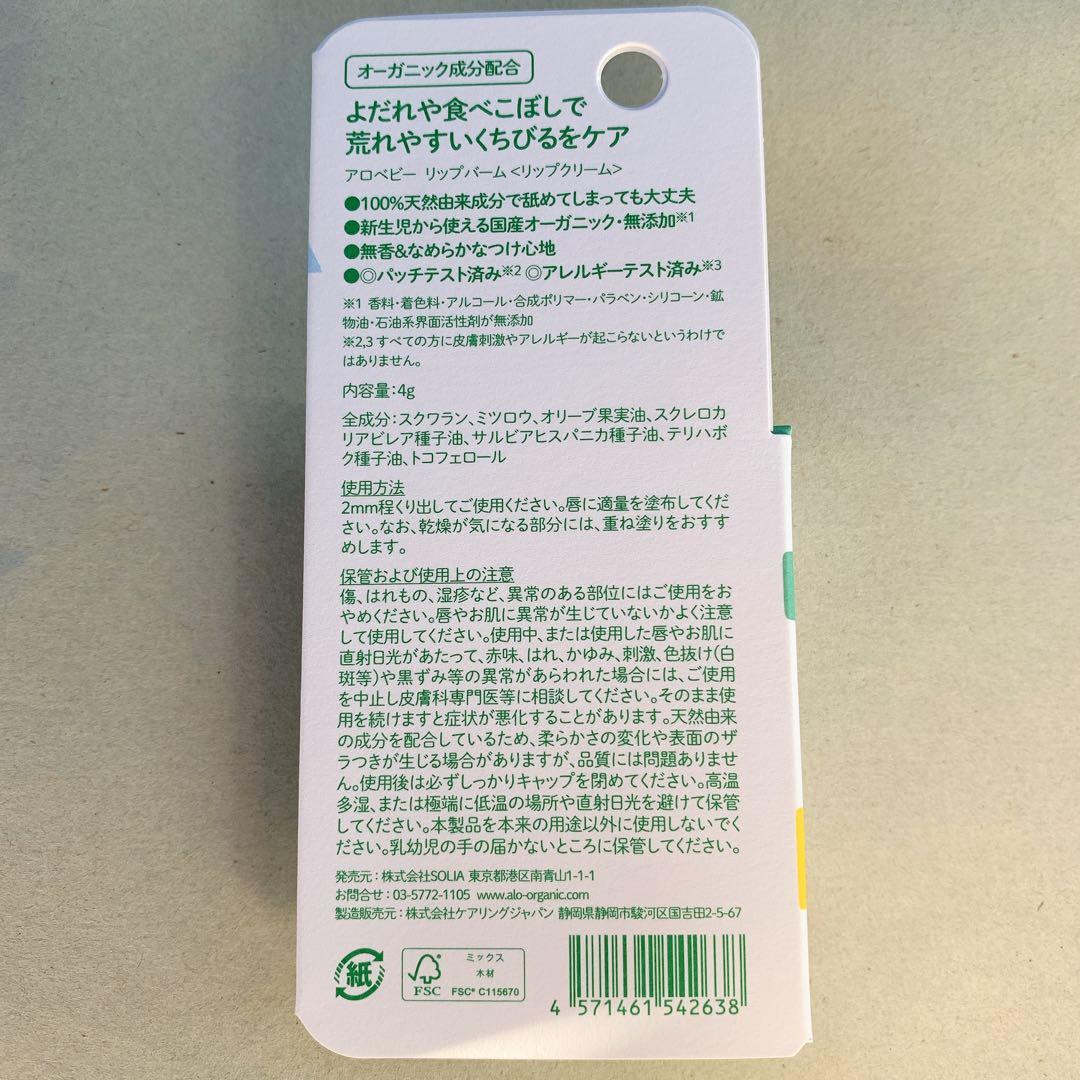 オーガニック成分配合
よだれや食べこぼしで
荒れやすいくちびるをケア
アロベビー リップバーム<リップクリーム>
●100%天然由来成分で舐めてしまっても大丈夫
●新生児から使える国産オーガニック・無添加※1
●無香&なめらかなつけ心地
●◎パッチテスト済み※2 ◎アレルギーテスト済み※3
※1 香料・着色料・アルコール・合成ポリマー・パラベン・シリコーン・鉱
物油・石油系界面活性剤が無添加
※2,3 すべての方に皮膚刺激やアレルギーが起こらないというわけで
はありません。
内容量:4g
全成分:スクワラン、ミツロウ、オリーブ果実油、スクレロカ
リアビレア種子油、サルビアヒスパニカ種子油、テリハボ
ク種子油、トコフェロール
使用方法
2mm程くり出してご使用ください。唇に適量を塗布してくだ
さい。なお、乾燥が気になる部分には、重ね塗りをおすす
めします。
保管および使用上の注意
傷、はれもの、湿疹など、異常のある部位にはご使用をお
やめください。唇やお肌に異常が生じていないかよく注意
して使用してください。使用中、または使用した唇やお肌に
直射日光があたって、赤味、はれ、かゆみ、刺激、色抜け(白
斑等)や黒ずみ等の異常があらわれた場合には、ご使用
を中止し皮膚科専門医等に相談してください。そのまま使
用を続けますと症状が悪化することがあります。天然由来
の成分を配合しているため、柔らかさの変化や表面のザ
ラつきが生じる場合がありますが、品質には問題ありませ
ん。使用後は必ずしっかりキャップを閉めてください。高温
多湿、または極端に低温の場所や直射日光を避けて保管
してください。本製品を本来の用途以外に使用しないでく
ださい。乳幼児の手の届かないところに保管してください。
発売元:株式会社SOLIA 東京都港区南青山1-1-1
お問合せ:03-5772-1105 www.alo-organic.com
製造販売元:株式会社ケアリングジャパン 静岡県静岡市駿河区国吉田2-5-67
紙
FSC
ミックス
木材
FSC® C115670
4 571461 542638